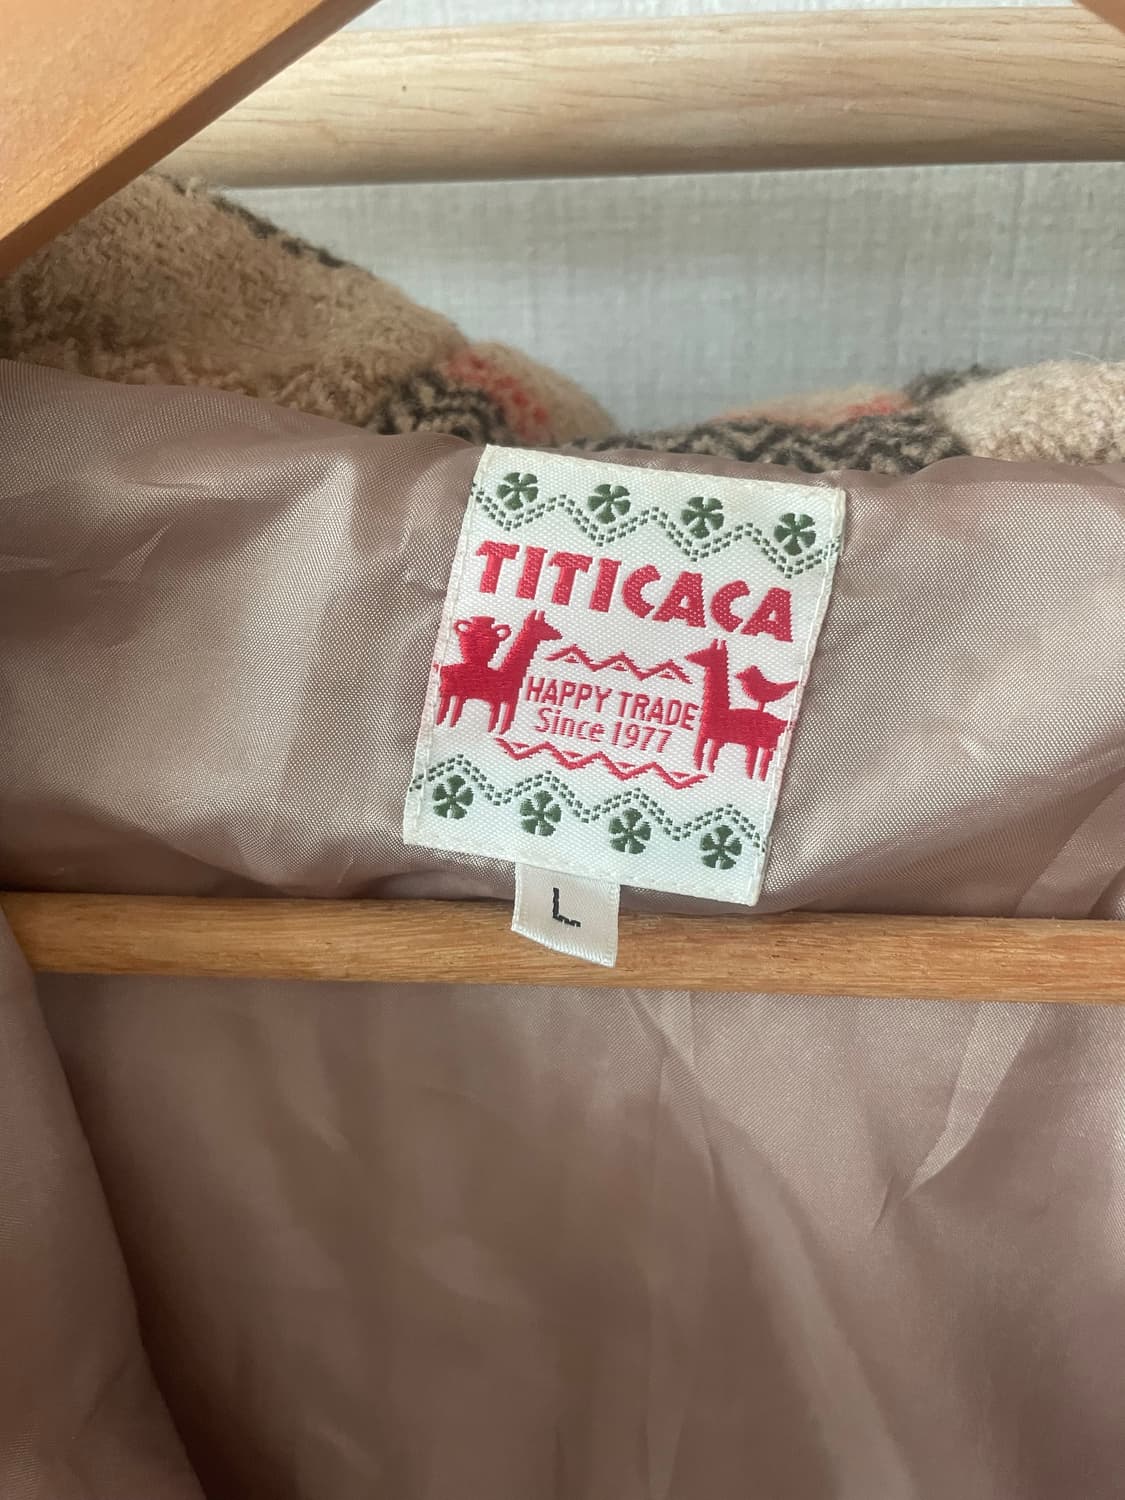 TITICACA
HAPPY TRADE
Since 1977
L